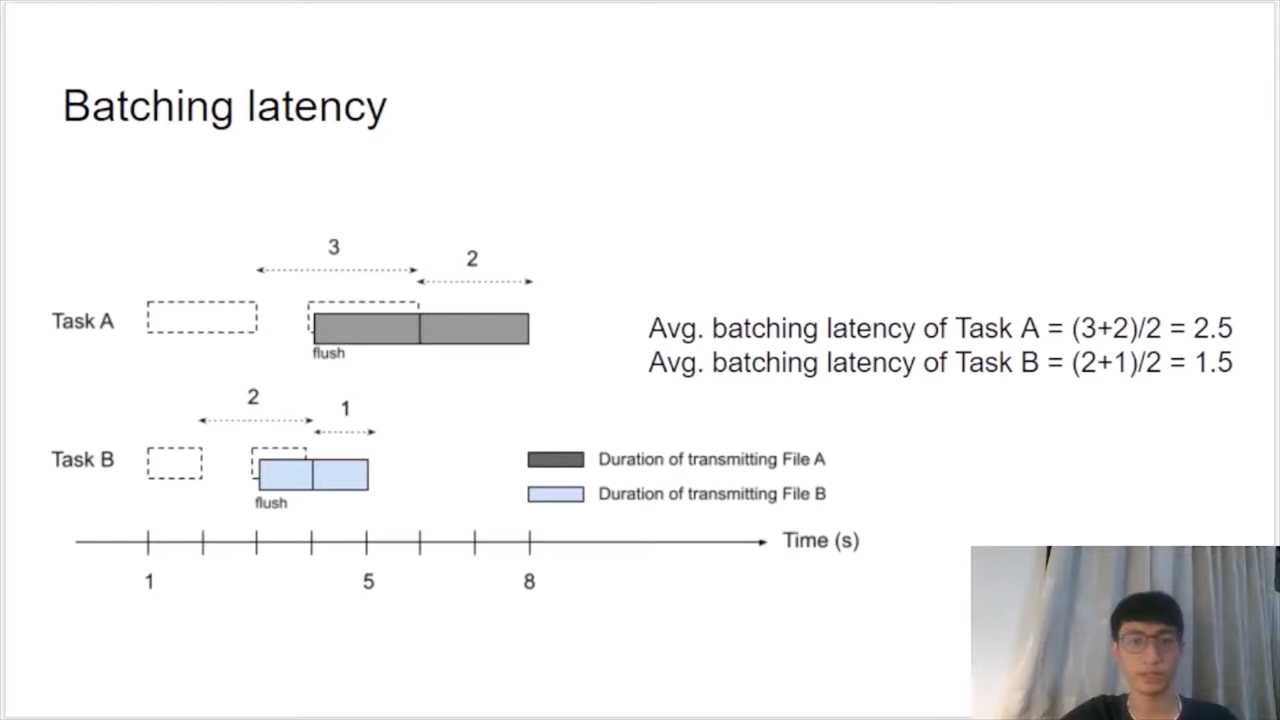 Batching latency
3
2
Task A
flush
Avg. batching latency of Task A = (3+2)/2 = 2.5
Avg. batching latency of Task B = (2+1)/2 = 1.5
2
1
Task B
flush
Duration of transmitting File A
Duration of transmitting File B
Time (s)
1
5
8